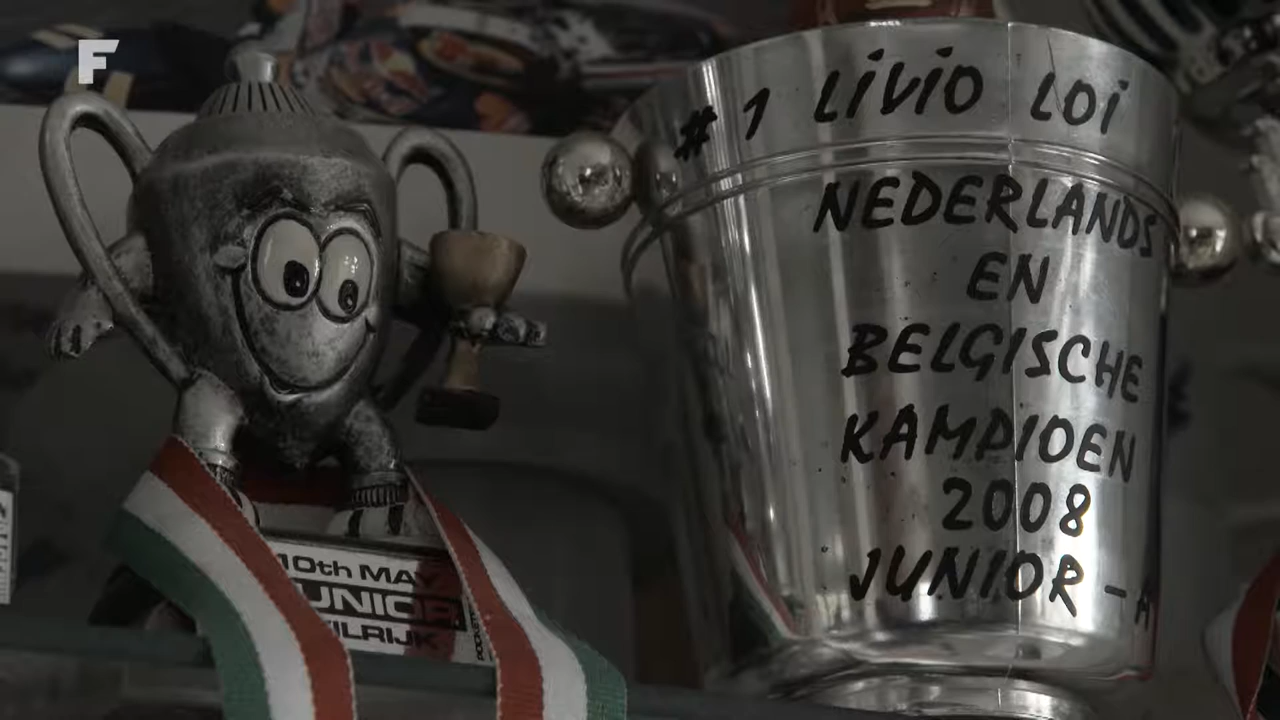 F
# 1 LiViO LOi
NEDERLANDS
EN
BELGISCHE
KAMPIOEN
2008
JUNIOR - A
10th MAY
JUNIOR
WILRIJK